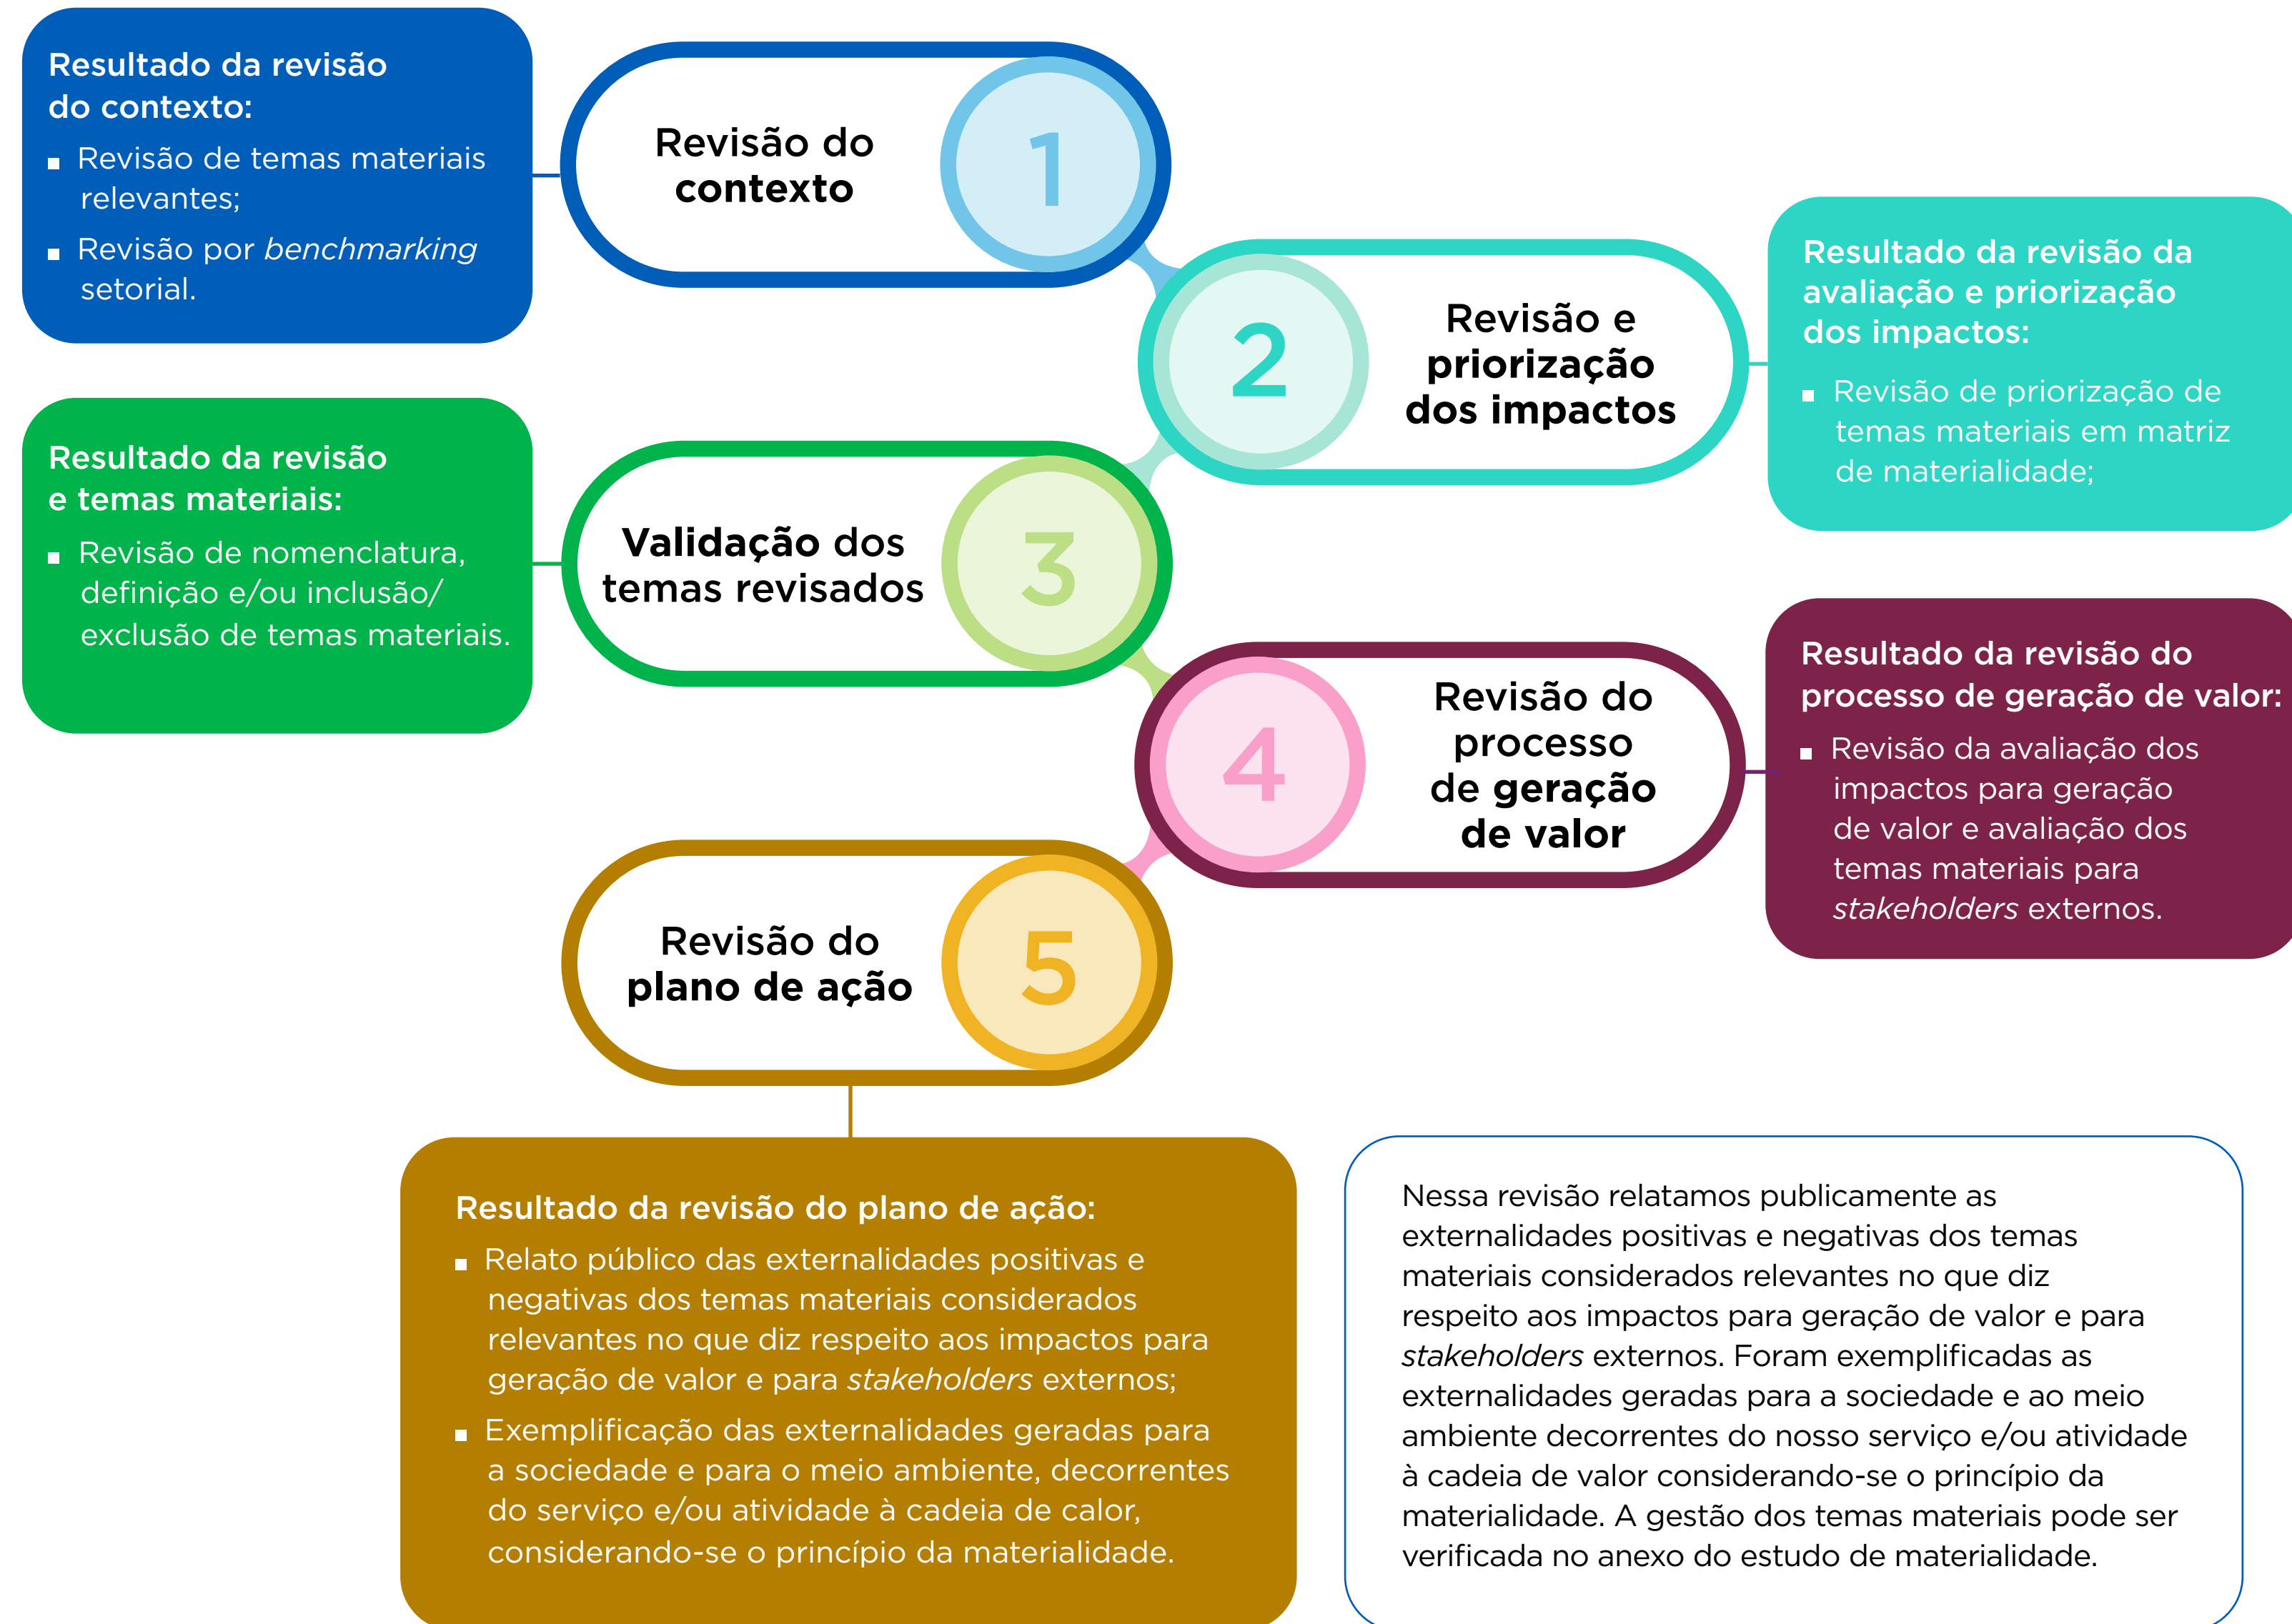 Resultado da revisão
do contexto:
▪ Revisão de temas materiais
relevantes;
▪ Revisão por benchmarking
setorial.
Revisão do
contexto
1
Resultado da revisão da
avaliação e priorização
dos impactos:
▪ Revisão de priorização de
temas materiais em matriz
de materialidade;
2
Revisão e
priorização
dos impactos
Resultado da revisão
e temas materiais:
▪ Revisão de nomenclatura,
definição e/ou inclusão/
exclusão de temas materiais.
Validação dos
temas revisados
3
Resultado da revisão do
processo de geração de valor:
▪ Revisão da avaliação dos
impactos para geração
de valor e avaliação dos
temas materiais para
stakeholders externos.
4
Revisão do
processo
de geração
de valor
Revisão do
plano de ação
5
Resultado da revisão do plano de ação:
▪ Relato público das externalidades positivas e
negativas dos temas materiais considerados
relevantes no que diz respeito aos impactos para
geração de valor e para stakeholders externos;
▪ Exemplificação das externalidades geradas para
a sociedade e para o meio ambiente, decorrentes
do serviço e/ou atividade à cadeia de calor,
considerando-se o princípio da materialidade.
Nessa revisão relatamos publicamente as
externalidades positivas e negativas dos temas
materiais considerados relevantes no que diz
respeito aos impactos para geração de valor e para
stakeholders externos. Foram exemplificadas as
externalidades geradas para a sociedade e ao meio
ambiente decorrentes do nosso serviço e/ou atividade
à cadeia de valor considerando-se o princípio da
materialidade. A gestão dos temas materiais pode ser
verificada no anexo do estudo de materialidade.